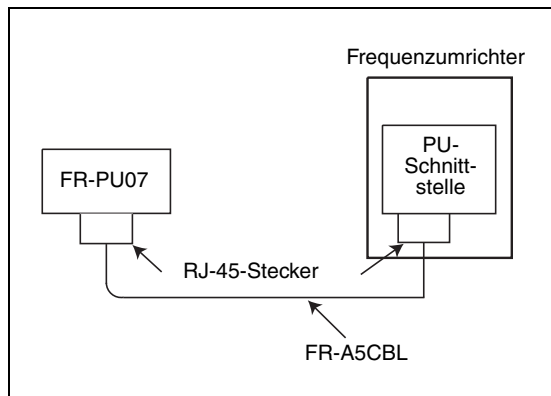 Frequenzumrichter
PU-
Schnitt-
stelle
FR-PU07
RJ-45-Stecker
FR-A5CBL